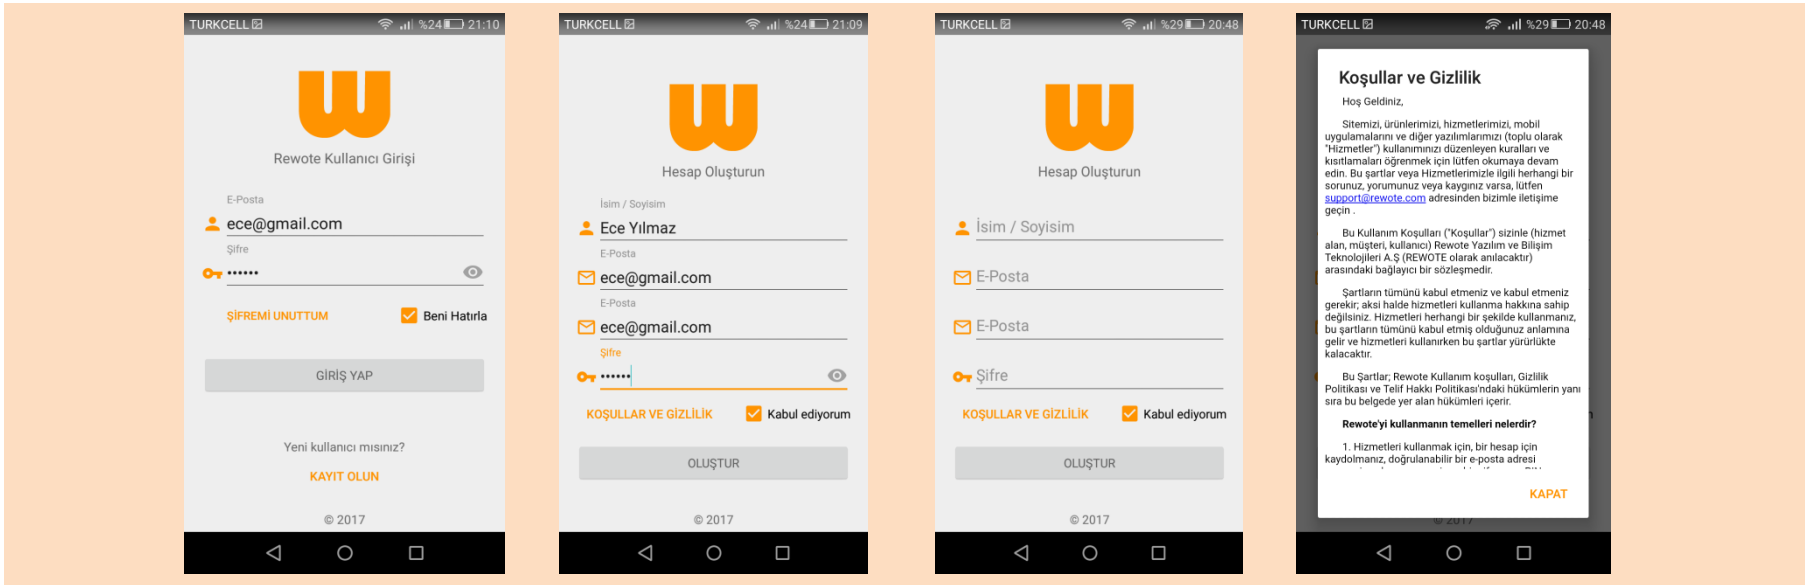 TURKCELL %24 21:10
Rewote Kullanıcı Girişi
E-Posta
ece@gmail.com
Şifre
••••••
ŞİFREMİ UNUTTUM Beni Hatırla
GİRİŞ YAP
Yeni kullanıcı mısınız?
KAYIT OLUN
© 2017
TURKCELL %24 21:09
Hesap Oluşturun
İsim / Soyisim
Ece Yılmaz
E-Posta
ece@gmail.com
E-Posta
ece@gmail.com
Şifre
••••••
KOŞULLAR VE GİZLİLİK Kabul ediyorum
OLUŞTUR
© 2017
TURKCELL %29 20:48
Hesap Oluşturun
İsim / Soyisim
E-Posta
E-Posta
Şifre
KOŞULLAR VE GİZLİLİK Kabul ediyorum
OLUŞTUR
© 2017
TURKCELL %29 20:48
Koşullar ve Gizlilik
Hoş Geldiniz,
Sitemizi, ürünlerimizi, hizmetlerimizi, mobil
uygulamalarını ve diğer yazılımlarımızı (toplu olarak
"Hizmetler") kullanımınızı düzenleyen kuralları ve
kısıtlamaları öğrenmek için lütfen okumaya devam
edin. Bu şartlar veya Hizmetlerimizle ilgili herhangi bir
sorunuz, yorumunuz veya kaygınız varsa, lütfen
support@rewote.com adresinden bizimle iletişime
geçin .
Bu Kullanım Koşulları ("Koşullar") sizinle (hizmet
alan, müşteri, kullanıcı) Rewote Yazılım ve Bilişim
Teknolojileri A.Ş (REWOTE olarak anılacaktır)
arasındaki bağlayıcı bir sözleşmedir.
Şartların tümünü kabul etmeniz ve kabul etmeniz
gerekir; aksi halde hizmetleri kullanma hakkına sahip
değilsiniz. Hizmetleri herhangi bir şekilde kullanmanız,
bu şartların tümünü kabul etmiş olduğunuz anlamına
gelir ve hizmetleri kullanırken bu şartlar yürürlükte
kalacaktır.
Bu Şartlar; Rewote Kullanım koşulları, Gizlilik
Politikası ve Telif Hakkı Politikası'ndaki hükümlerin yanı
sıra bu belgede yer alan hükümleri içerir.
Rewote'yi kullanmanın temelleri nelerdir?
1. Hizmetleri kullanmak için, bir hesap için
kaydolmanız, doğrulanabilir bir e-posta adresi
KAPAT
© 2017